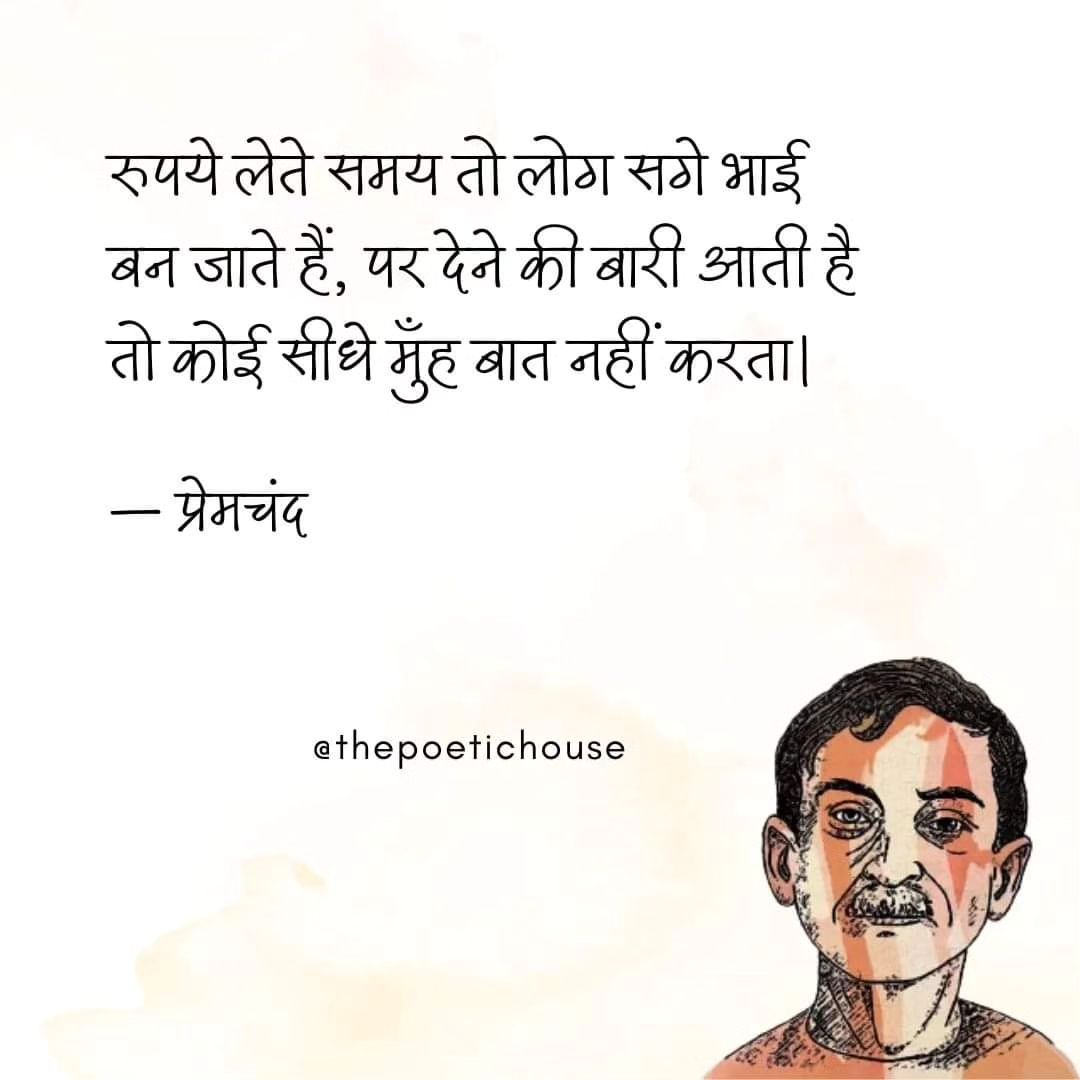 रुपये लेते समय तो लोग सगे भाई
बन जाते हैं, पर देने की बारी आती है
तो कोई सीधे मुँह बात नहीं करता।
— प्रेमचंद
@thepoetichouse